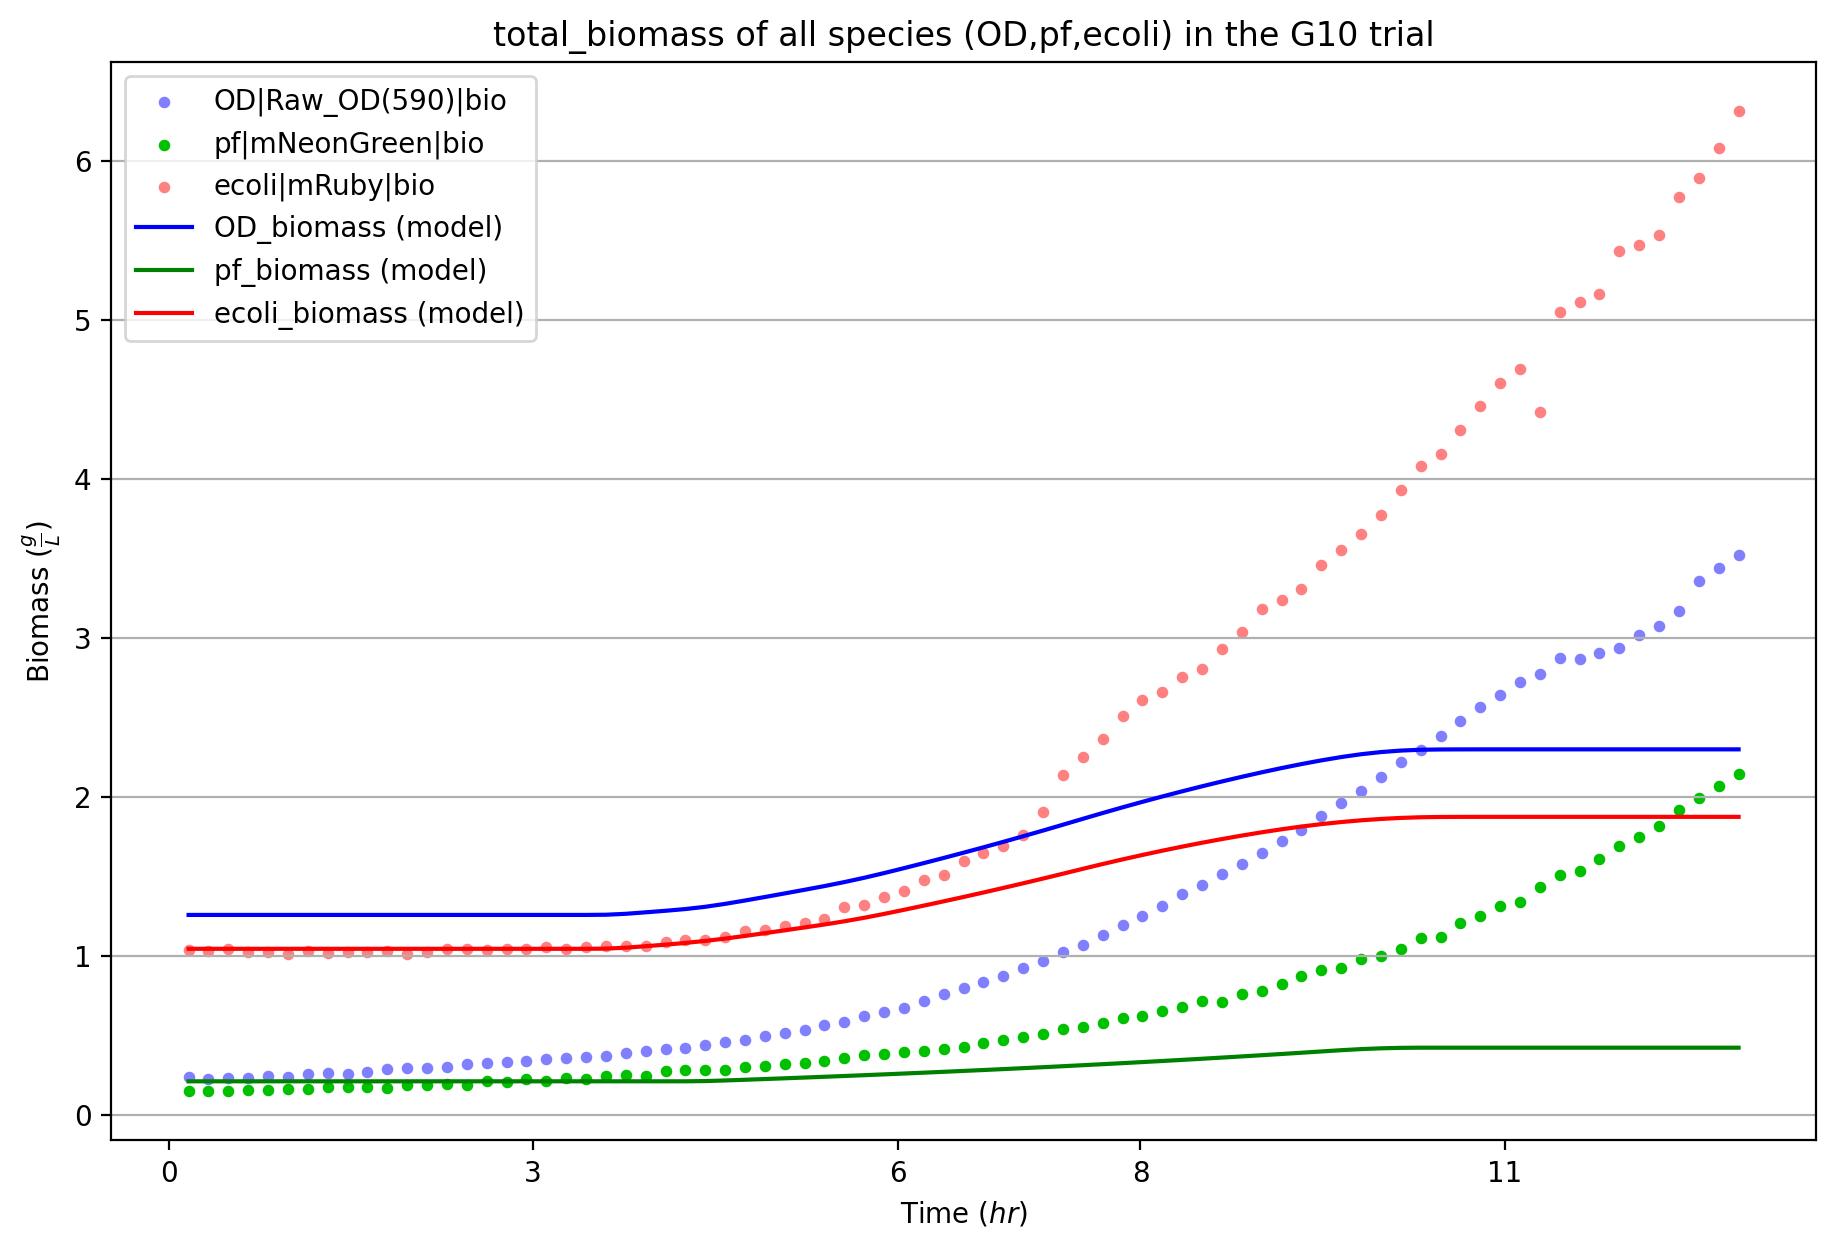 total_biomass of all species (OD,pf,ecoli) in the G10 trial
OD|Raw_OD(590)|bio
pf|mNeonGreen|bio
ecoli|mRuby|bio
OD_biomass (model)
pf_biomass (model)
ecoli_biomass (model)
6
5
4
3
2
1
0
Biomass (g/L)
0 3 6 8 11
Time (hr)